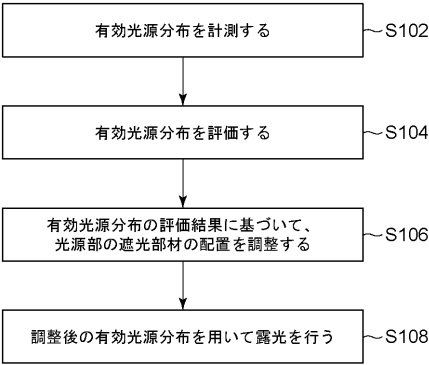 有効光源分布を計測する
S102
有効光源分布を評価する
S104
有効光源分布の評価結果に基づいて、
光源部の遮光部材の配置を調整する
S106
調整後の有効光源分布を用いて露光を行う
S108